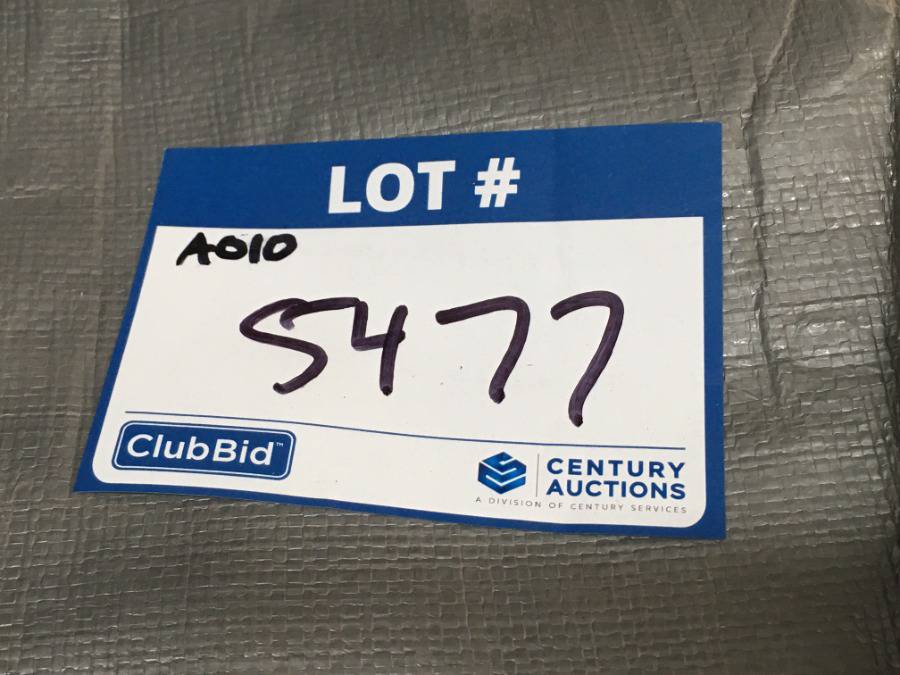 LOT #
A010
5477
ClubBid™
CENTURY
AUCTIONS
A DIVISION OF CENTURY SERVICES